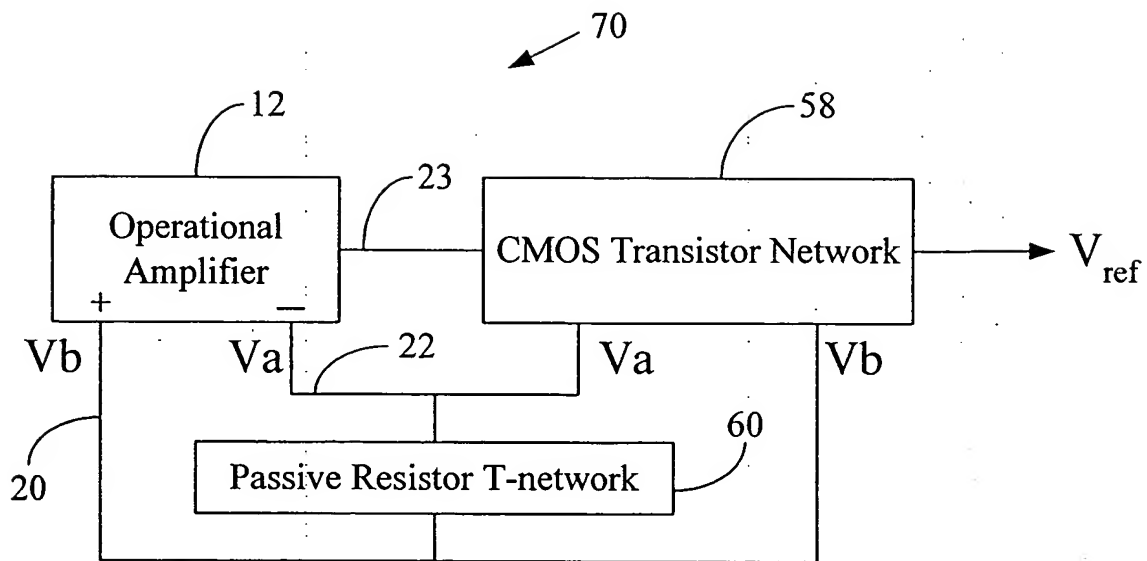 70
12
58
23
Operational
Amplifier
+ −
CMOS Transistor Network
V_ref
Vb
Va
22
Va
Vb
20
Passive Resistor T-network
60